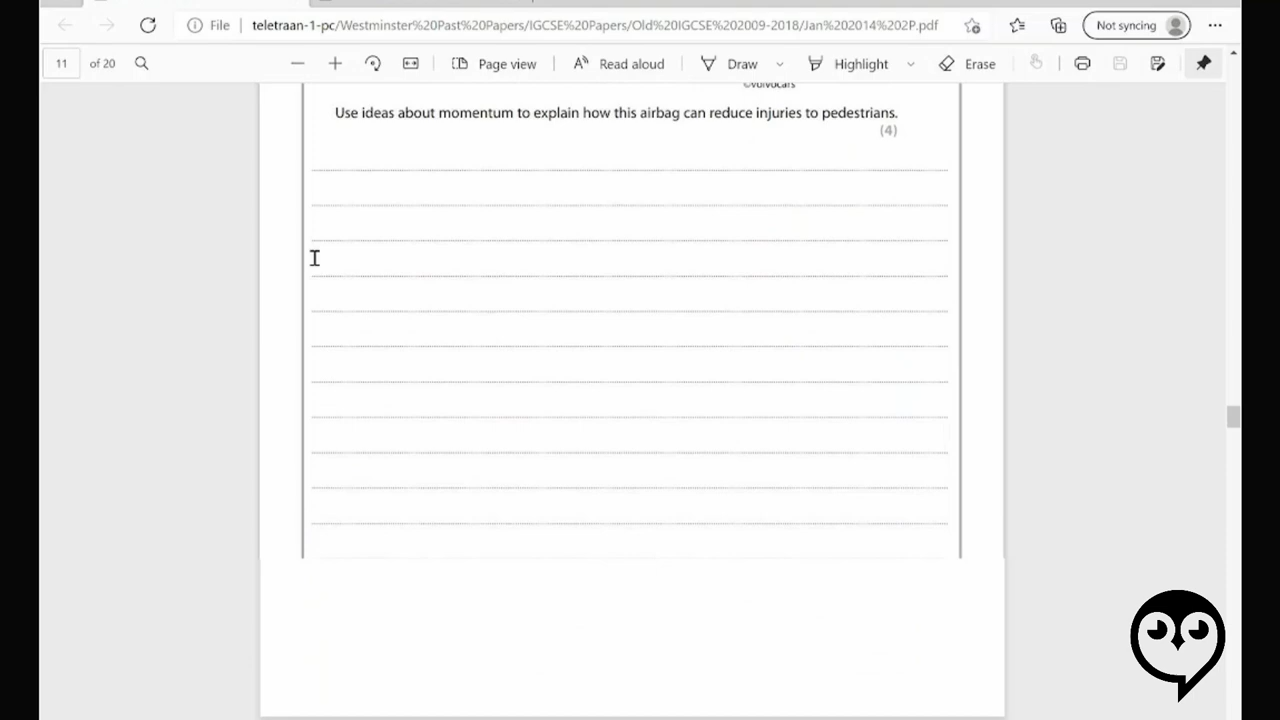 File teletraan-1-pc/Westminster%20Past%20Papers/IGCSE%20Papers/Old%20IGCSE%202009-2018/Jan%202014%202P.pdf Not syncing
11 of 20 Page view Read aloud Draw Highlight Erase
©Volvocars
Use ideas about momentum to explain how this airbag can reduce injuries to pedestrians.
(4)